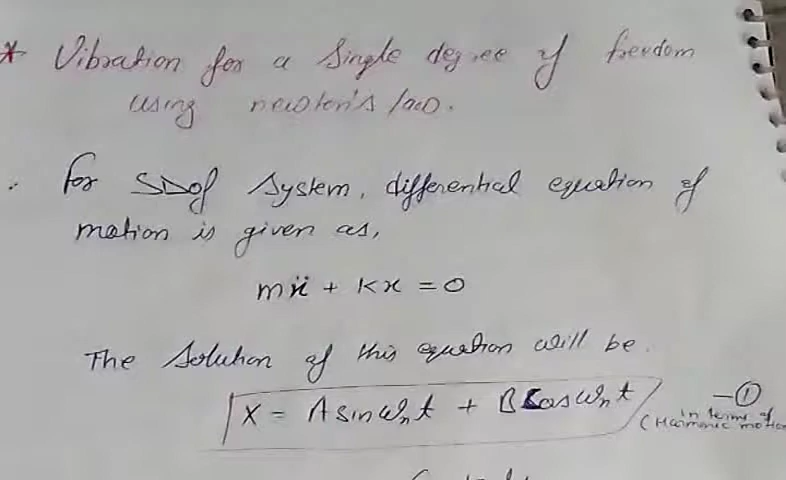 * Vibration for a Single degree of freedom
using newton's law.
For SDof System, differential equation of
motion is given as,
mẍ + Kx = 0
The Solution of this equation will be.
X = A sin ωnt + B Cos ωnt — ①
(in terms of
Harmonic motion